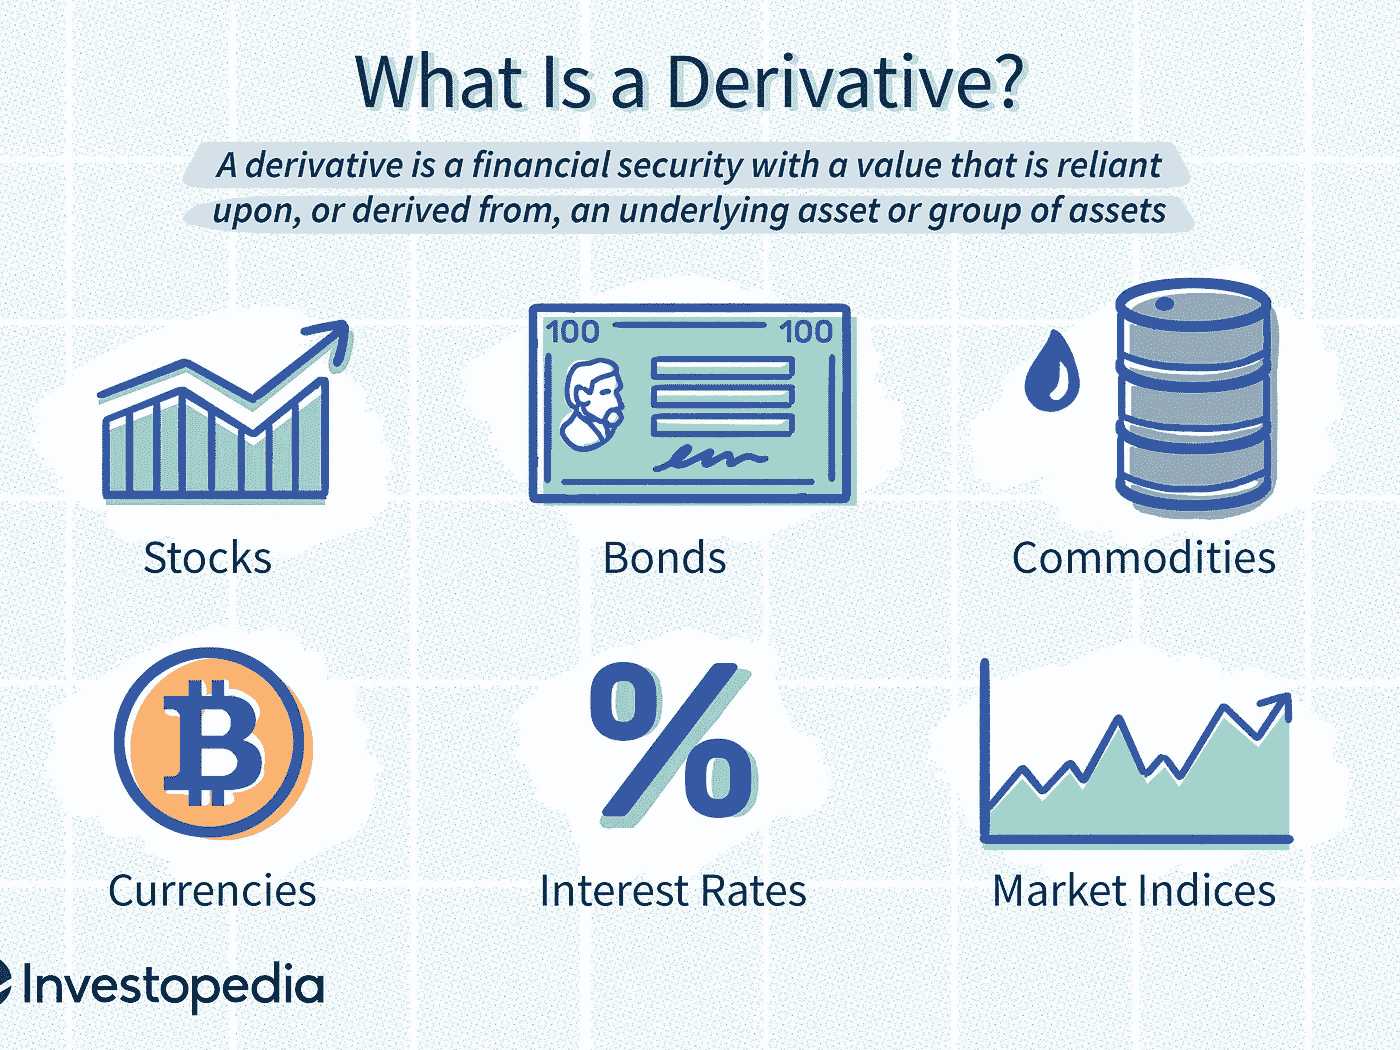 What Is a Derivative?
A derivative is a financial security with a value that is reliant
upon, or derived from, an underlying asset or group of assets
100 100
Stocks Bonds Commodities
Currencies Interest Rates Market Indices
Investopedia